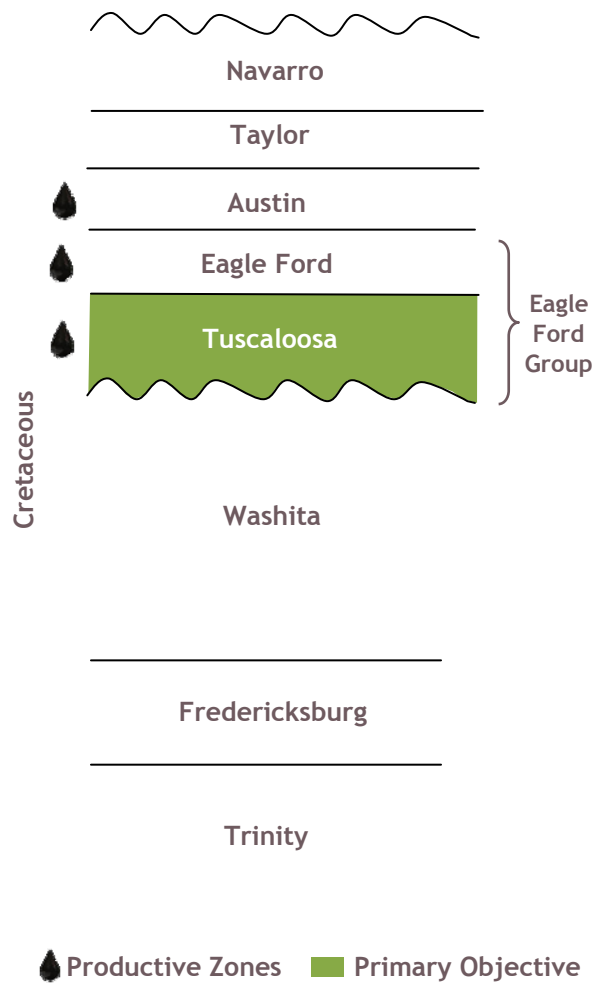 Navarro
Taylor
Austin
Eagle Ford
Tuscaloosa
Eagle
Ford
Group
Cretaceous
Washita
Fredericksburg
Trinity
Productive Zones
Primary Objective